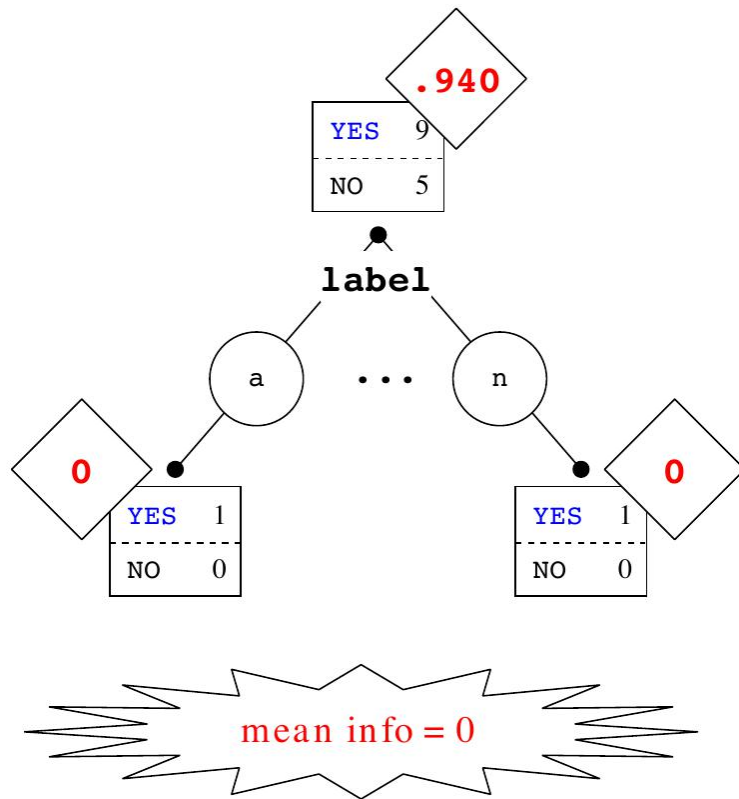 .940
YES 9
NO 5
label
a ... n
0 0
YES 1 YES 1
NO 0 NO 0
mean info = 0